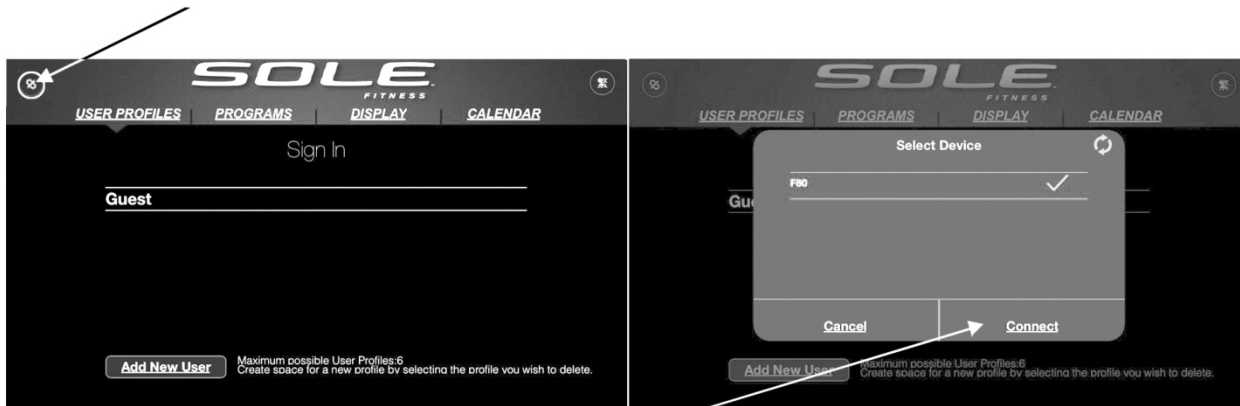 SOLE
FITNESS
USER PROFILES PROGRAMS DISPLAY CALENDAR
Sign In
Guest
Add New User
Maximum possible User Profiles:6
Create space for a new profile by selecting the profile you wish to delete.
SOLE
FITNESS
USER PROFILES PROGRAMS DISPLAY CALENDAR
Select Device
F80
Gue
Cancel Connect
Add New User
Maximum possible User Profiles:6
Create space for a new profile by selecting the profile you wish to delete.